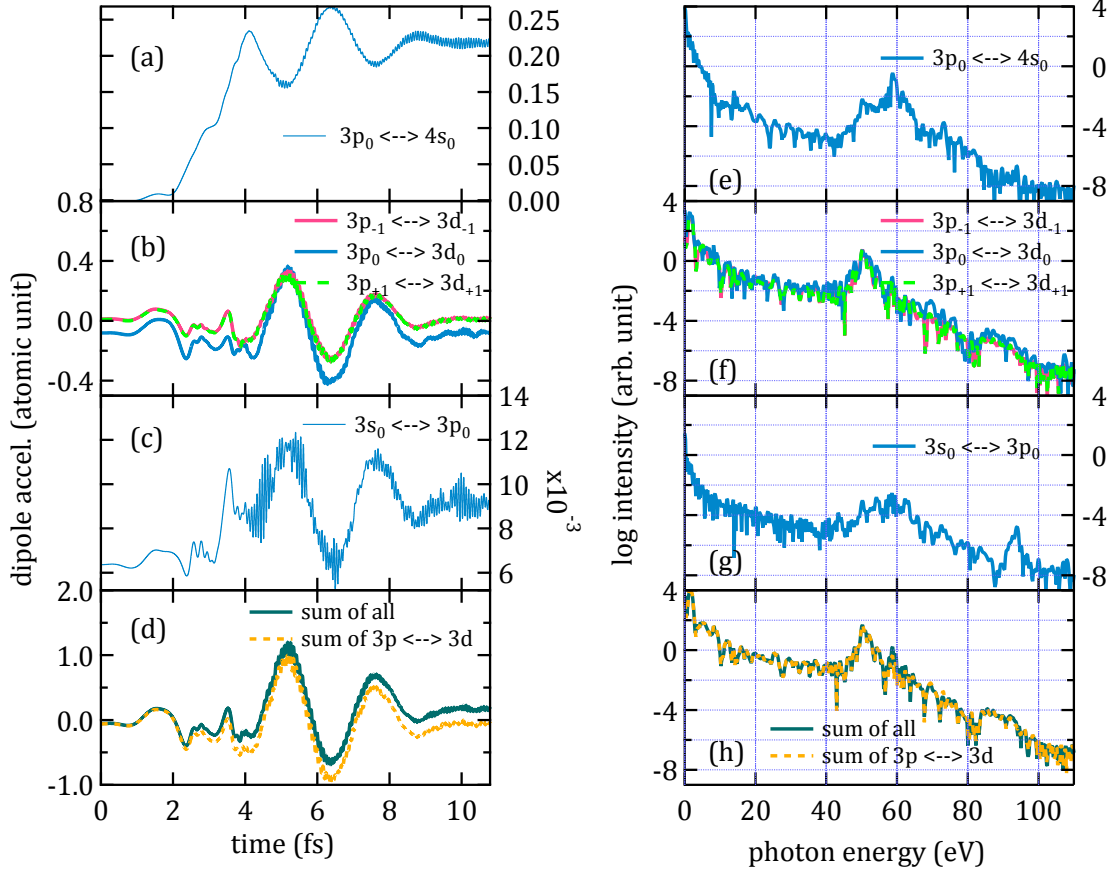 (a)
3p₀ <--> 4s₀
0.25
0.20
0.15
0.10
0.05
0.00
0.8
0.4
0.0
-0.4
(b)
3p₋₁ <--> 3d₋₁
3p₀ <--> 3d₀
3p₊₁ <--> 3d₊₁
(c)
3s₀ <--> 3p₀
14
12
10
8
6
x10⁻³
2.0
1.0
0.0
-1.0
(d)
sum of all
sum of 3p <--> 3d
0 2 4 6 8 10
time (fs)
dipole accel. (atomic unit)
4
0
-4
-8
3p₀ <--> 4s₀
(e)
4
0
-4
-8
3p₋₁ <--> 3d₋₁
3p₀ <--> 3d₀
3p₊₁ <--> 3d₊₁
(f)
4
0
-4
-8
3s₀ <--> 3p₀
(g)
4
0
-4
-8
sum of all
sum of 3p <--> 3d
(h)
0 20 40 60 80 100
photon energy (eV)
log intensity (arb. unit)